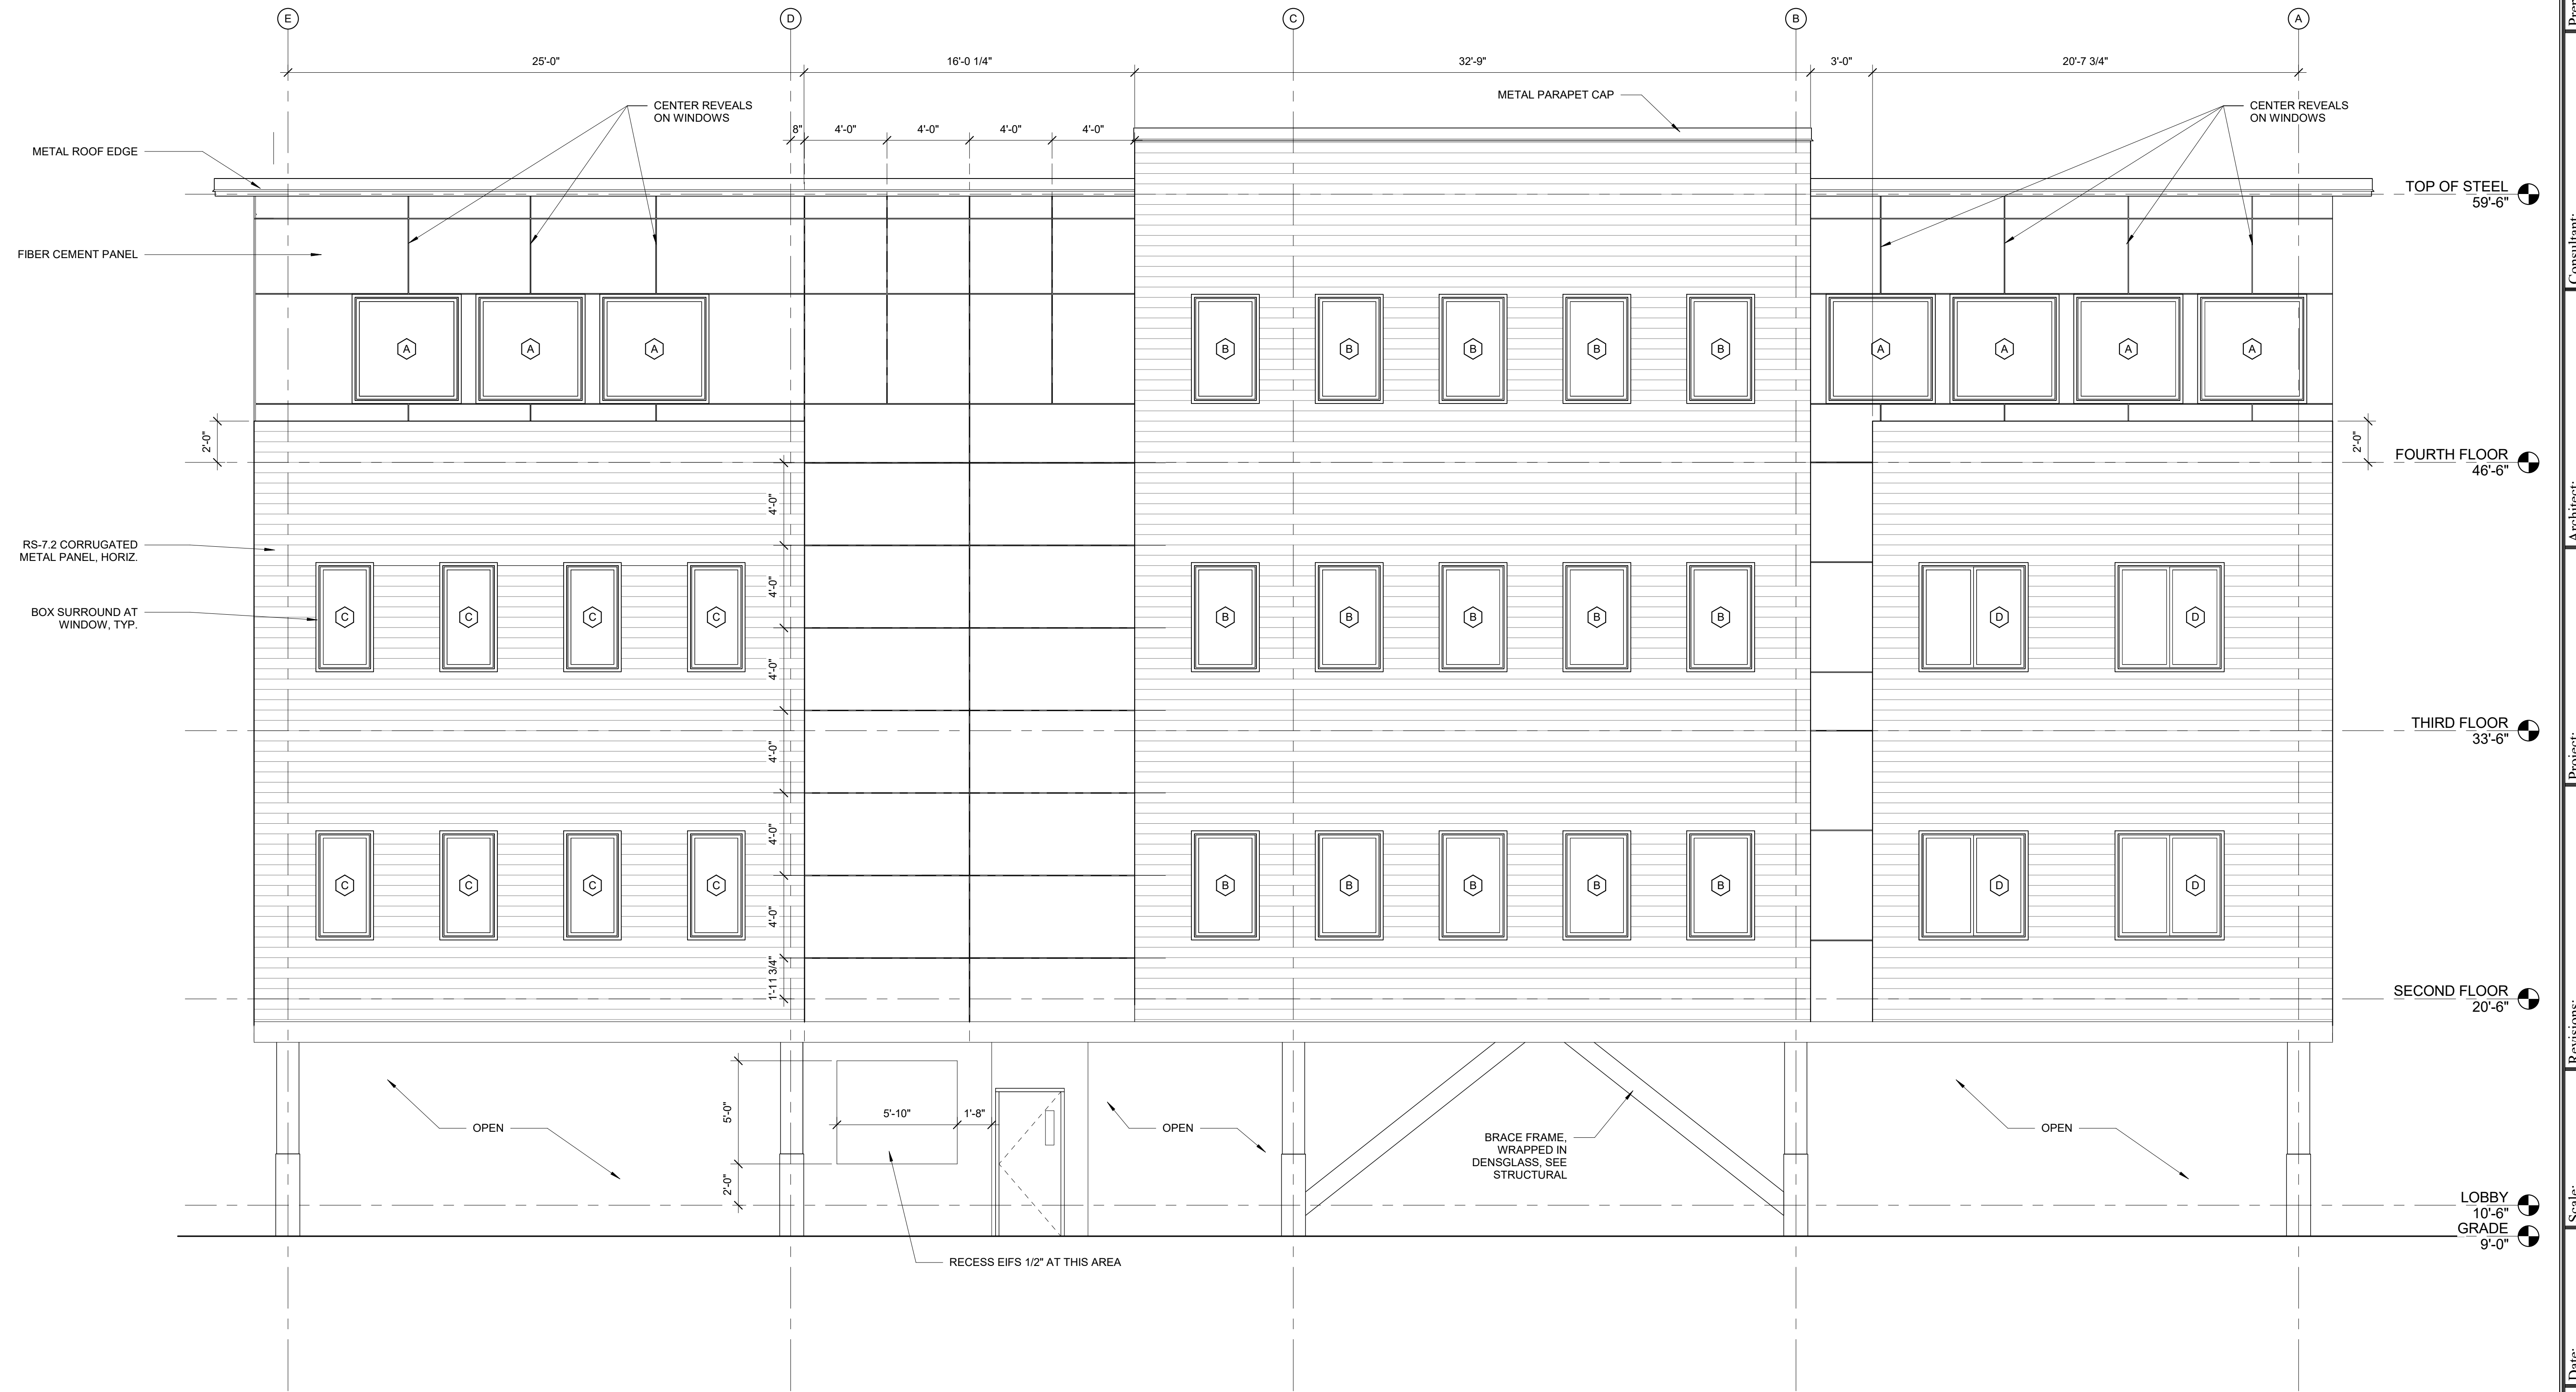 E
D
C
B
A
25'-0"
16'-0 1/4"
32'-9"
3'-0"
20'-7 3/4"
METAL PARAPET CAP
CENTER REVEALS
ON WINDOWS
CENTER REVEALS
ON WINDOWS
8"
4'-0"
4'-0"
4'-0"
4'-0"
METAL ROOF EDGE
TOP OF STEEL
59'-6"
FIBER CEMENT PANEL
A
A
A
B
B
B
B
B
A
A
A
A
2'-0"
2'-0"
FOURTH FLOOR
46'-6"
4'-0"
RS-7.2 CORRUGATED
METAL PANEL, HORIZ.
4'-0"
BOX SURROUND AT
WINDOW, TYP.
C
C
C
C
B
B
B
B
B
D
D
4'-0"
THIRD FLOOR
33'-6"
4'-0"
4'-0"
C
C
C
C
B
B
B
B
B
D
D
4'-0"
1'-11 3/4"
SECOND FLOOR
20'-6"
5'-0"
5'-10"
1'-8"
OPEN
OPEN
OPEN
BRACE FRAME,
WRAPPED IN
DENSGLASS, SEE
STRUCTURAL
2'-0"
LOBBY
10'-6"
GRADE
9'-0"
RECESS EIFS 1/2" AT THIS AREA
Consultant:
Architect:
Project:
Revisions:
Scale:
Date: